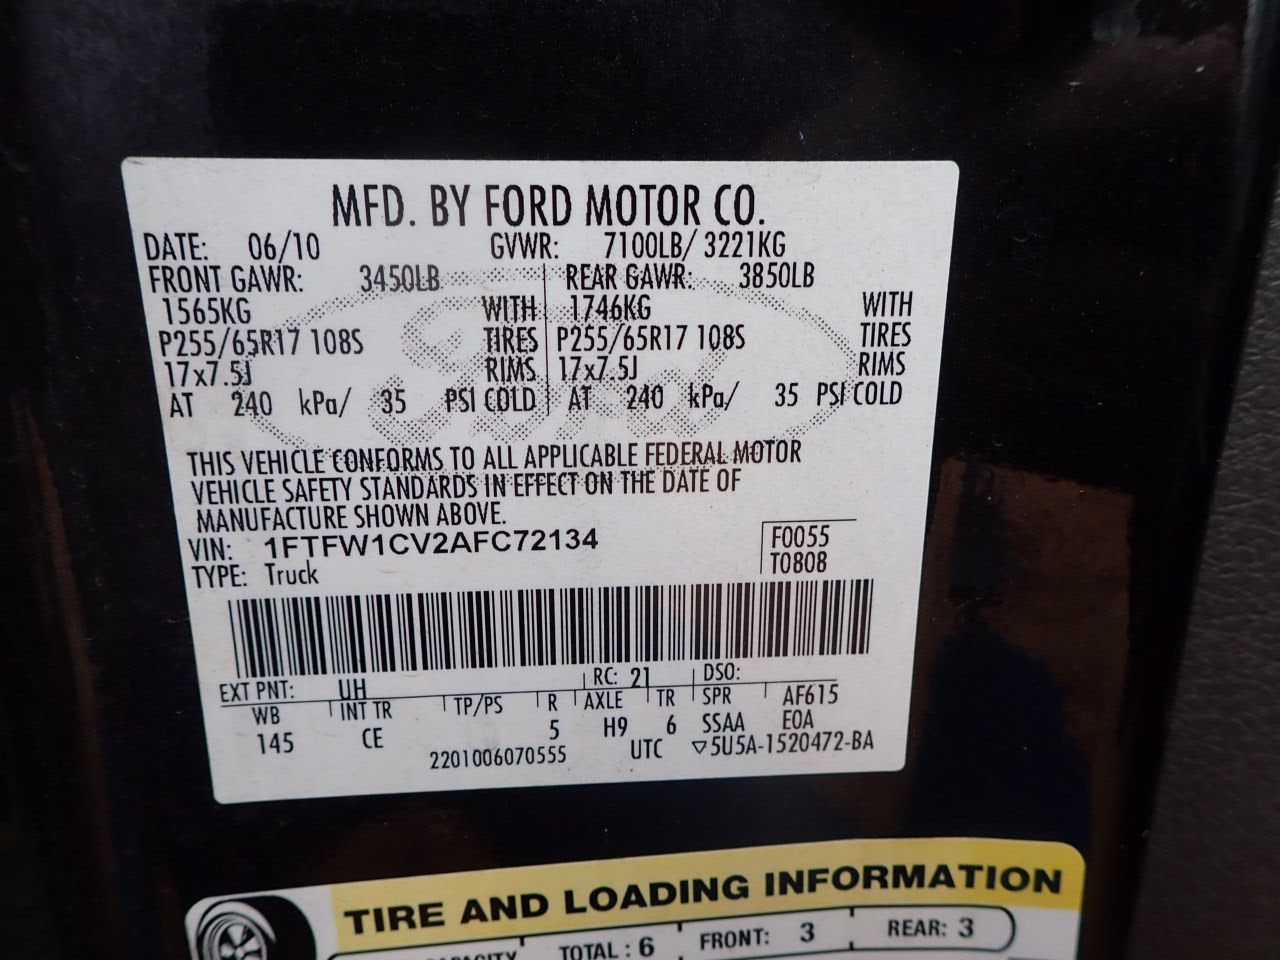 MFD. BY FORD MOTOR CO.
DATE: 06/10 GVWR: 7100LB/ 3221KG
FRONT GAWR: 3450LB REAR GAWR: 3850LB
1565KG WITH 1746KG WITH
P255/65R17 108S TIRES P255/65R17 108S TIRES
17x7.5J RIMS 17x7.5J RIMS
AT 240 kPa/ 35 PSI COLD AT 240 kPa/ 35 PSI COLD
THIS VEHICLE CONFORMS TO ALL APPLICABLE FEDERAL MOTOR
VEHICLE SAFETY STANDARDS IN EFFECT ON THE DATE OF
MANUFACTURE SHOWN ABOVE.
VIN: 1FTFW1CV2AFC72134 F0055
TYPE: Truck T0808
EXT PNT: UH RC: 21 DSO:
WB INT TR TP/PS R AXLE TR SPR AF615
145 CE 5 H9 6 SSAA E0A
2201006070555 UTC ▽5U5A-1520472-BA
TIRE AND LOADING INFORMATION
TOTAL : 6 FRONT: 3 REAR: 3